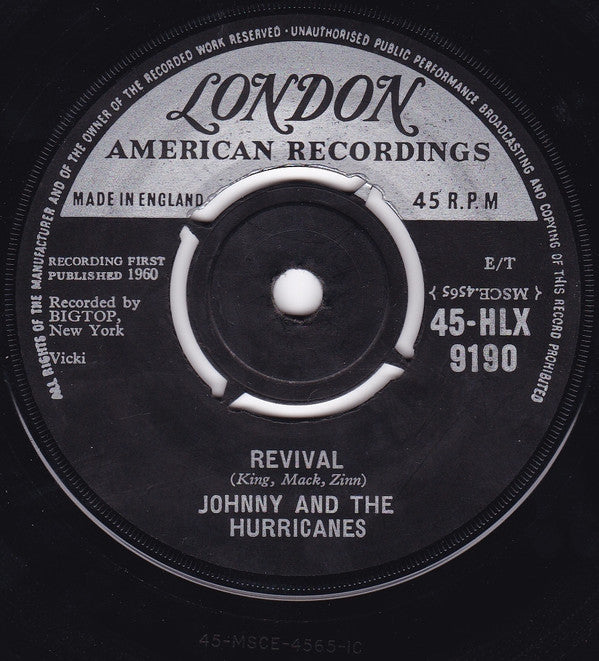 ALL RIGHTS OF THE MANUFACTURER AND OF THE OWNER OF THE RECORDED WORK RESERVED · UNAUTHORISED PUBLIC PERFORMANCE BROADCASTING AND COPYING OF THIS RECORD PROHIBITED
LONDON
AMERICAN RECORDINGS
MADE IN ENGLAND
45 R.P.M
RECORDING FIRST
PUBLISHED 1960
Recorded by
BIGTOP,
New York
Vicki
E/T
{ MSCE.4565 }
45-HLX
9190
REVIVAL
(King, Mack, Zinn)
JOHNNY AND THE
HURRICANES
45-MSCE-4565-1C